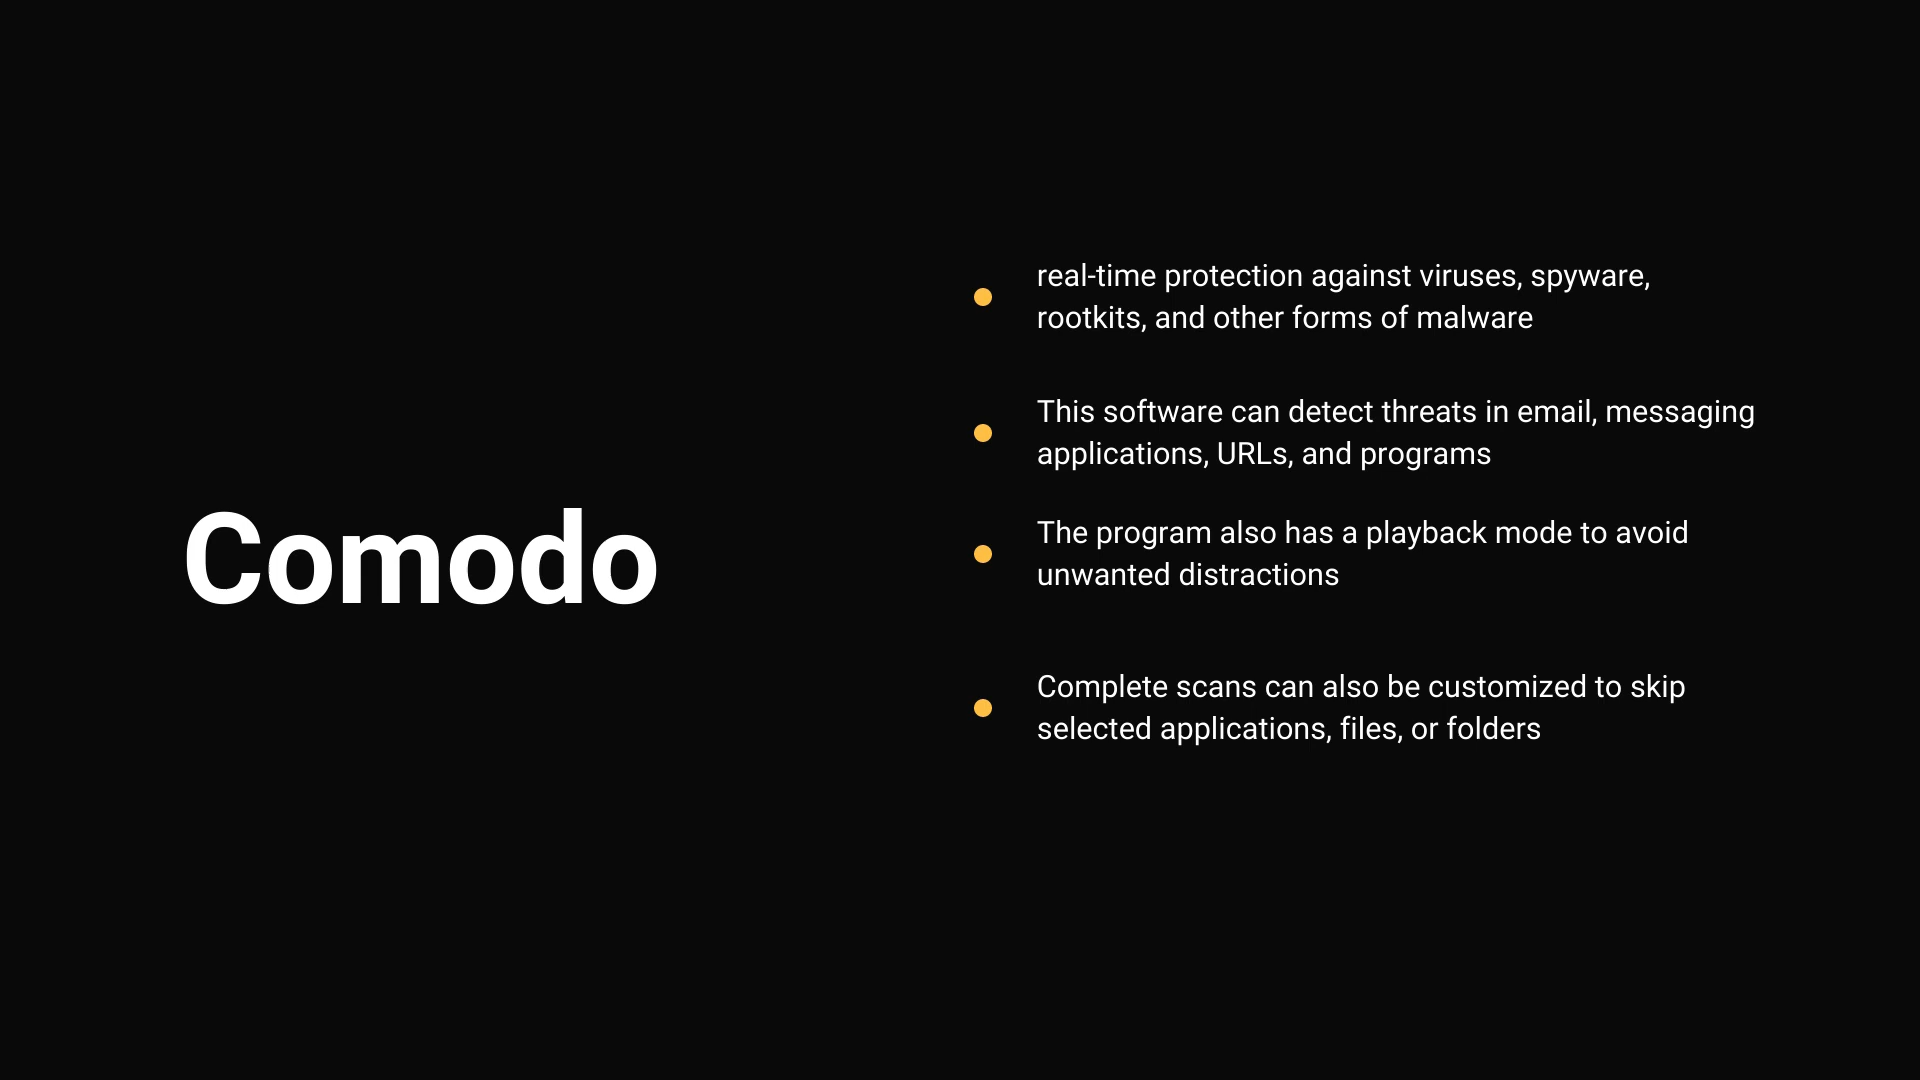 Comodo
real-time protection against viruses, spyware,
rootkits, and other forms of malware
This software can detect threats in email, messaging
applications, URLs, and programs
The program also has a playback mode to avoid
unwanted distractions
Complete scans can also be customized to skip
selected applications, files, or folders